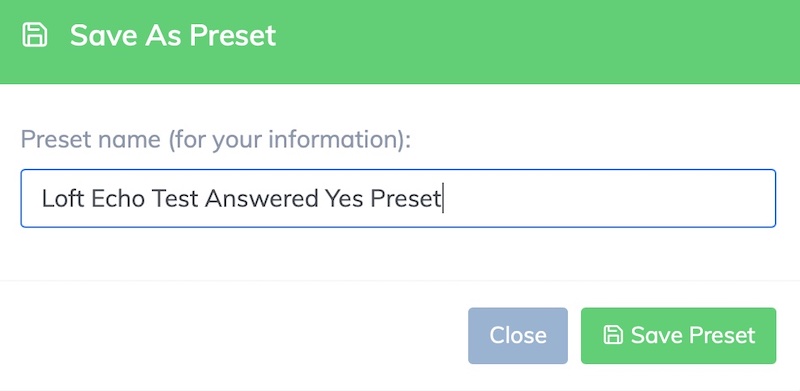 Save As Preset
Preset name (for your information):
Loft Echo Test Answered Yes Preset
Close
Save Preset